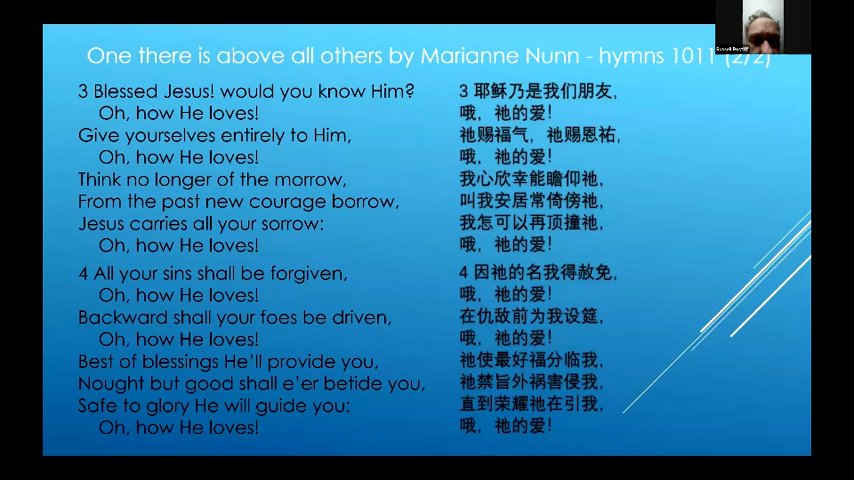 One there is above all others by Marianne Nunn - hymns 1011 (2/2)
3 Blessed Jesus! would you know Him?
Oh, how He loves!
Give yourselves entirely to Him,
Oh, how He loves!
Think no longer of the morrow,
From the past new courage borrow,
Jesus carries all your sorrow:
Oh, how He loves!
4 All your sins shall be forgiven,
Oh, how He loves!
Backward shall your foes be driven,
Oh, how He loves!
Best of blessings He'll provide you,
Nought but good shall e'er betide you,
Safe to glory He will guide you:
Oh, how He loves!
3 耶稣乃是我们朋友,
哦, 祂的爱!
祂赐福气, 祂赐恩祐,
哦, 祂的爱!
我心欣幸能瞻仰祂,
叫我安居常倚傍祂,
我怎可以再顶撞祂,
哦, 祂的爱!
4 因祂的名我得赦免,
哦, 祂的爱!
在仇敌前为我设筵,
哦, 祂的爱!
祂使最好福分临我,
祂禁旨外祸害侵我,
直到荣耀祂在引我,
哦, 祂的爱!